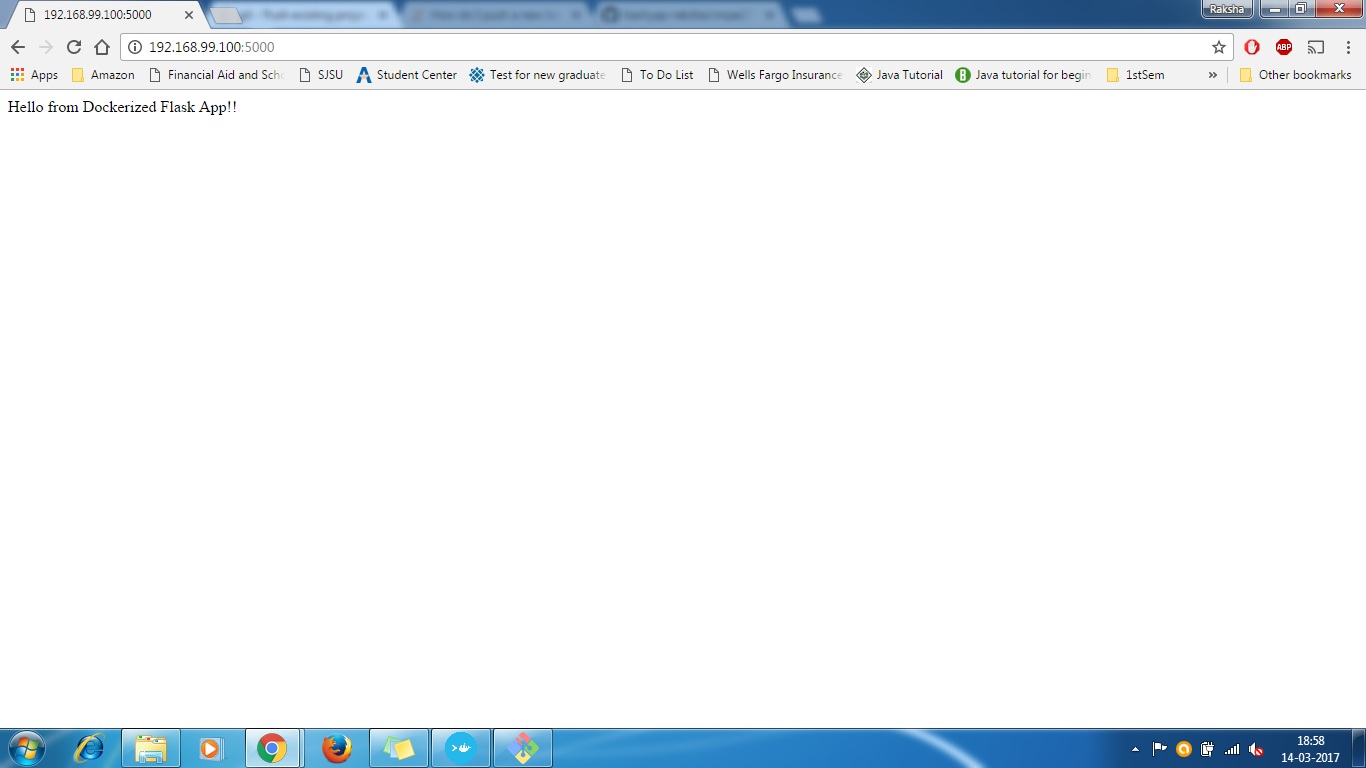 192.168.99.100:5000
Raksha
192.168.99.100:5000
ABP
Apps Amazon Financial Aid and Scho SJSU Student Center Test for new graduate To Do List Wells Fargo Insurance Java Tutorial Java tutorial for begin 1stSem » Other bookmarks
Hello from Dockerized Flask App!!
18:58
14-03-2017